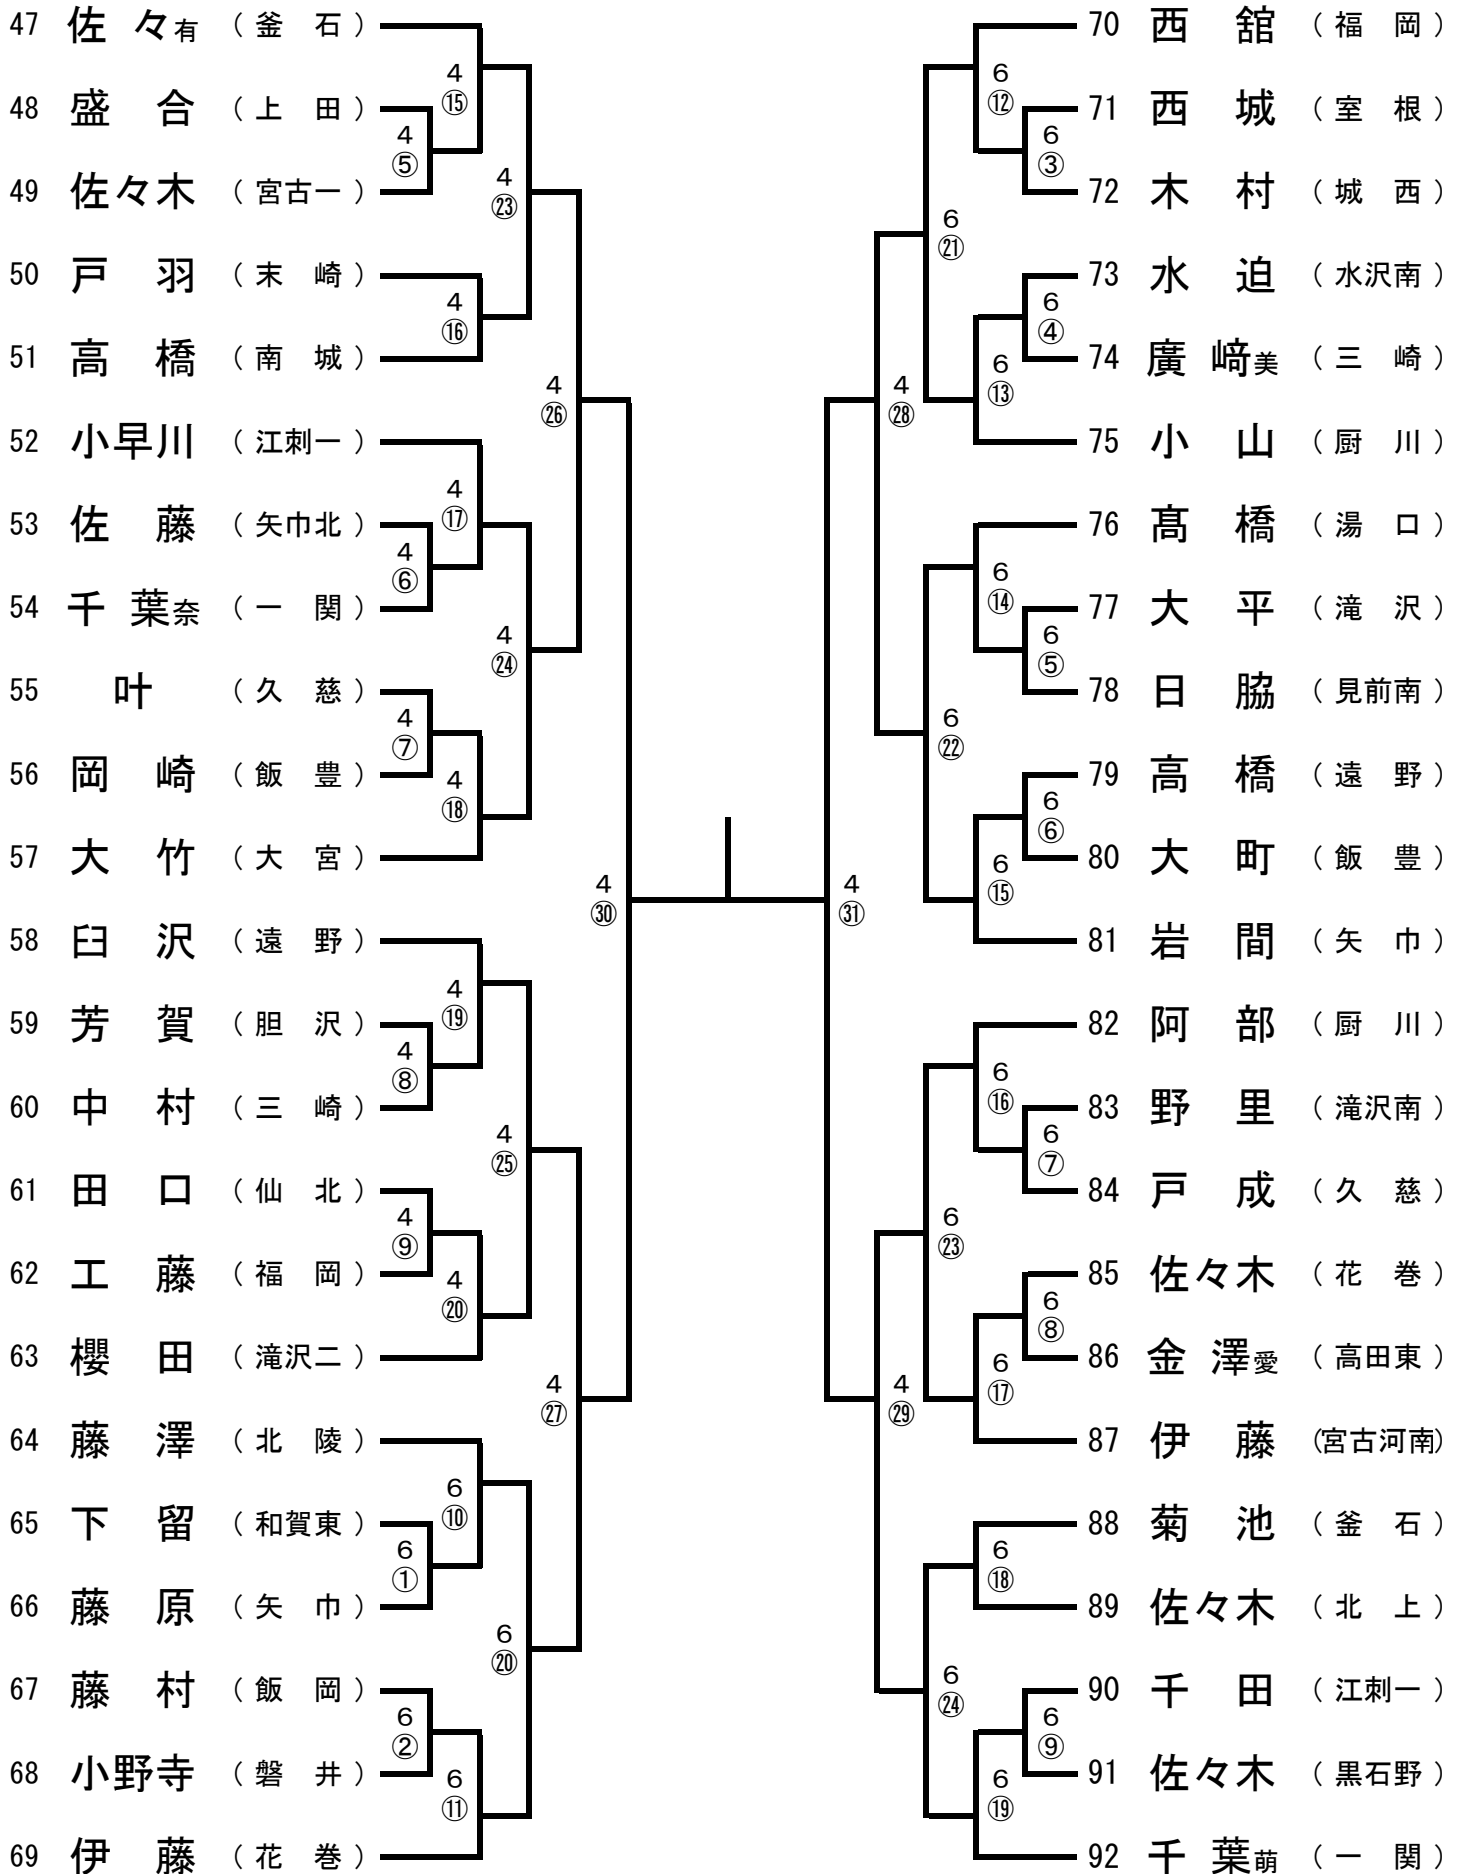 47 佐々有 （釜石）
48 盛合 （上田）
49 佐々木 （宮古一）
50 戸羽 （末崎）
51 高橋 （南城）
52 小早川 （江刺一）
53 佐藤 （矢巾北）
54 千葉奈 （一関）
55 叶 （久慈）
56 岡崎 （飯豊）
57 大竹 （大宮）
58 臼沢 （遠野）
59 芳賀 （胆沢）
60 中村 （三崎）
61 田口 （仙北）
62 工藤 （福岡）
63 櫻田 （滝沢二）
64 藤澤 （北陵）
65 下留 （和賀東）
66 藤原 （矢巾）
67 藤村 （飯岡）
68 小野寺 （磐井）
69 伊藤 （花巻）
4 ⑤
4 ⑥
4 ⑦
4 ⑧
4 ⑨
6 ①
6 ②
4 ⑮
4 ⑯
4 ⑰
4 ⑱
4 ⑲
4 ⑳
6 ⑩
6 ⑪
4 ㉓
4 ㉔
4 ㉕
6 ⑳
4 ㉖
4 ㉗
4 ㉚
4 ㉛
4 ㉘
4 ㉙
6 ㉑
6 ㉒
6 ㉓
6 ㉔
6 ⑫
6 ⑬
6 ⑭
6 ⑮
6 ⑯
6 ⑰
6 ⑱
6 ⑲
6 ③
6 ④
6 ⑤
6 ⑥
6 ⑦
6 ⑧
6 ⑨
70 西舘 （福岡）
71 西城 （室根）
72 木村 （城西）
73 水迫 （水沢南）
74 廣﨑美 （三崎）
75 小山 （厨川）
76 髙橋 （湯口）
77 大平 （滝沢）
78 日脇 （見前南）
79 高橋 （遠野）
80 大町 （飯豊）
81 岩間 （矢巾）
82 阿部 （厨川）
83 野里 （滝沢南）
84 戸成 （久慈）
85 佐々木 （花巻）
86 金澤愛 （高田東）
87 伊藤 （宮古河南）
88 菊池 （釜石）
89 佐々木 （北上）
90 千田 （江刺一）
91 佐々木 （黒石野）
92 千葉萌 （一関）